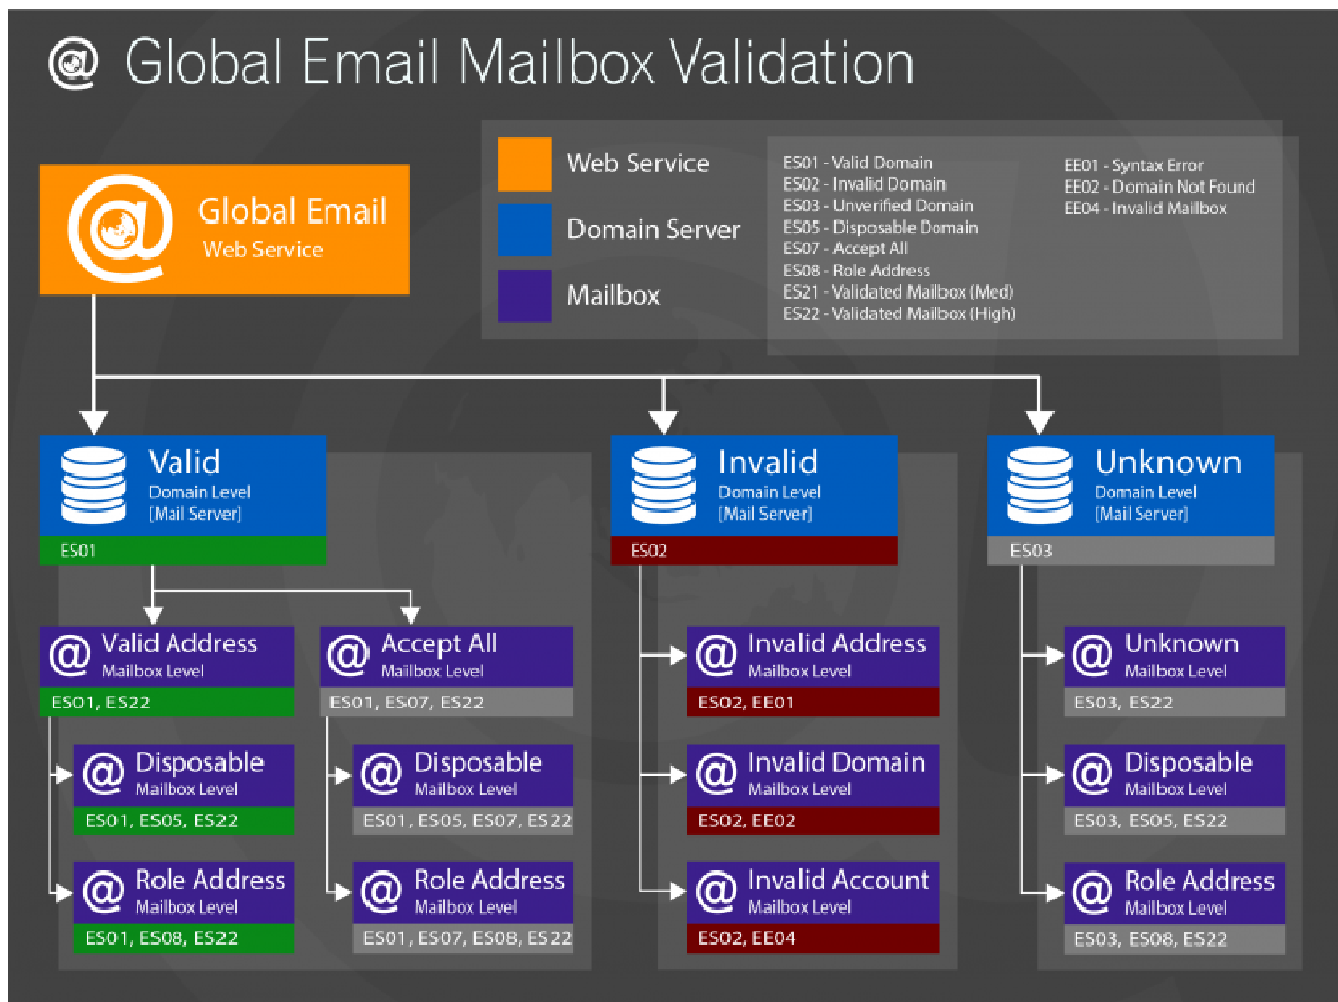 @ Global Email Mailbox Validation
Global Email
Web Service
Web Service
Domain Server
Mailbox
ES01 - Valid Domain
ES02 - Invalid Domain
ES03 - Unverified Domain
ES05 - Disposable Domain
ES07 - Accept All
ES08 - Role Address
ES21 - Validated Mailbox (Med)
ES22 - Validated Mailbox (High)
EE01 - Syntax Error
EE02 - Domain Not Found
EE04 - Invalid Mailbox
Valid
Domain Level
[Mail Server]
ES01
Invalid
Domain Level
[Mail Server]
ES02
Unknown
Domain Level
[Mail Server]
ES03
@ Valid Address
Mailbox Level
ES01, ES22
@ Disposable
Mailbox Level
ES01, ES05, ES22
@ Role Address
Mailbox Level
ES01, ES08, ES22
@ Accept All
Mailbox Level
ES01, ES07, ES22
@ Disposable
Mailbox Level
ES01, ES05, ES07, ES22
@ Role Address
Mailbox Level
ES01, ES07, ES08, ES22
@ Invalid Address
Mailbox Level
ES02, EE01
@ Invalid Domain
Mailbox Level
ES02, EE02
@ Invalid Account
Mailbox Level
ES02, EE04
@ Unknown
Mailbox Level
ES03, ES22
@ Disposable
Mailbox Level
ES03, ES05, ES22
@ Role Address
Mailbox Level
ES03, ES08, ES22